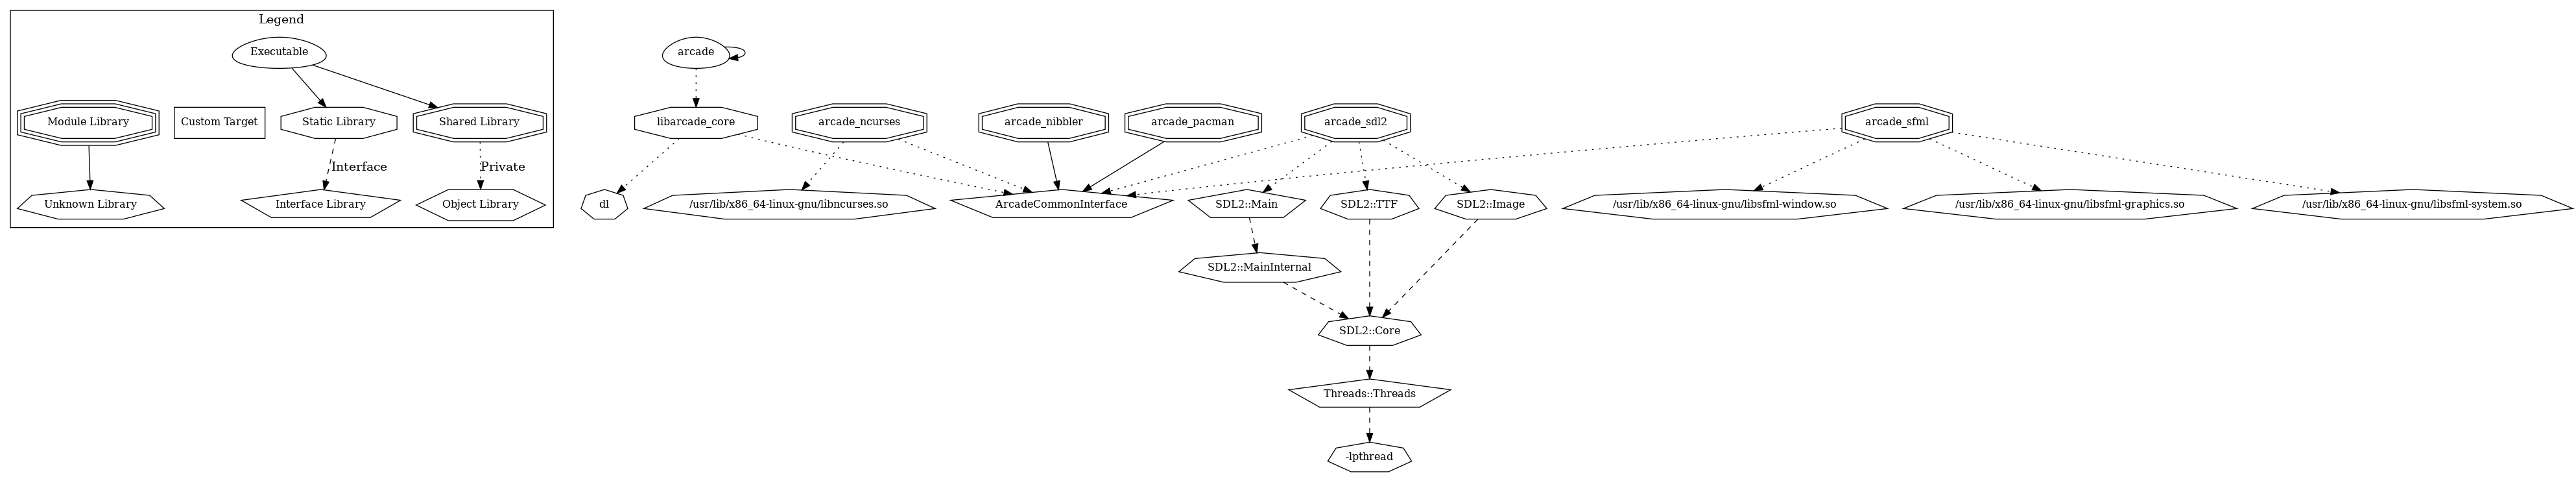 Legend
Executable
Module Library
Custom Target
Static Library
Shared Library
Interface
Private
Unknown Library
Interface Library
Object Library
arcade
libarcade_core
arcade_ncurses
arcade_nibbler
arcade_pacman
arcade_sdl2
arcade_sfml
dl
/usr/lib/x86_64-linux-gnu/libncurses.so
ArcadeCommonInterface
SDL2::Main
SDL2::TTF
SDL2::Image
/usr/lib/x86_64-linux-gnu/libsfml-window.so
/usr/lib/x86_64-linux-gnu/libsfml-graphics.so
/usr/lib/x86_64-linux-gnu/libsfml-system.so
SDL2::MainInternal
SDL2::Core
Threads::Threads
-lpthread